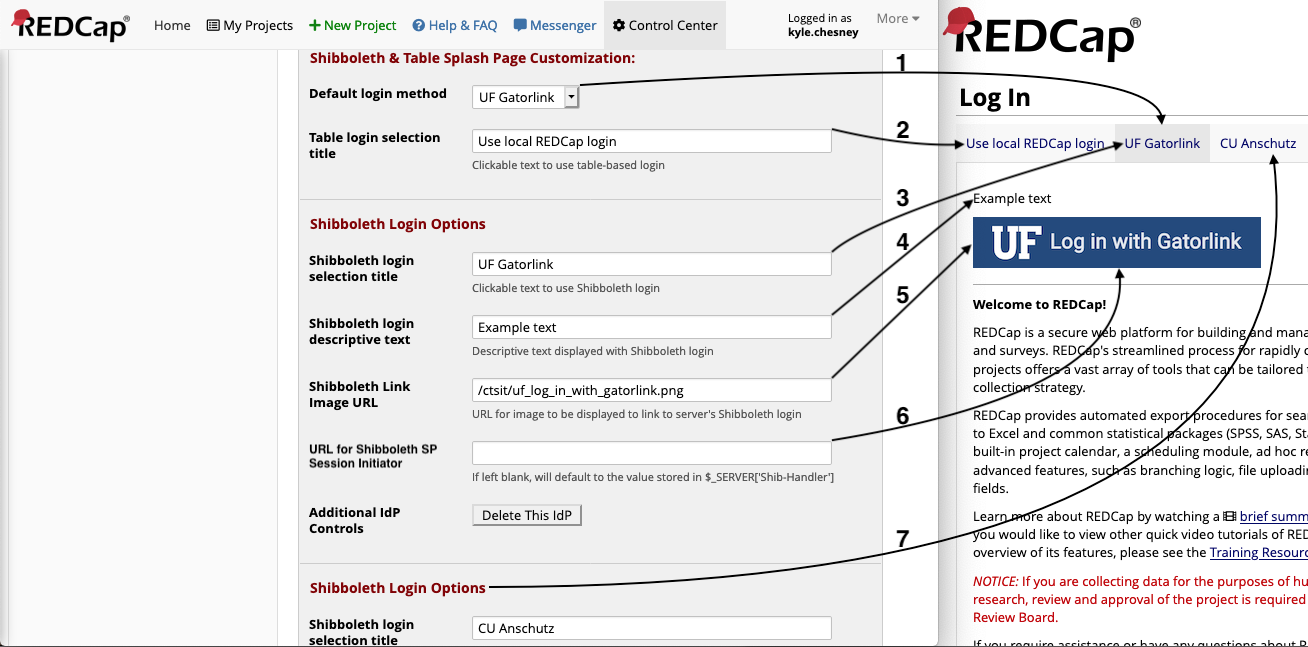 REDCap®
Home
My Projects
New Project
Help & FAQ
Messenger
Control Center
Logged in as
kyle.chesney
More
Shibboleth & Table Splash Page Customization:
Default login method
UF Gatorlink
Table login selection
title
Use local REDCap login
Clickable text to use table-based login
Shibboleth Login Options
Shibboleth login
selection title
UF Gatorlink
Clickable text to use Shibboleth login
Shibboleth login
descriptive text
Example text
Descriptive text displayed with Shibboleth login
Shibboleth Link
Image URL
/ctsit/uf_log_in_with_gatorlink.png
URL for image to be displayed to link to server's Shibboleth login
URL for Shibboleth SP
Session Initiator
If left blank, will default to the value stored in $_SERVER['Shib-Handler']
Additional IdP
Controls
Delete This IdP
Shibboleth Login Options
Shibboleth login
selection title
CU Anschutz
1
2
3
4
5
6
7
REDCap®
Log In
Use local REDCap login
UF Gatorlink
CU Anschutz
Example text
UF Log in with Gatorlink
Welcome to REDCap!
REDCap is a secure web platform for building and mana
and surveys. REDCap's streamlined process for rapidly c
projects offers a vast array of tools that can be tailored t
collection strategy.
REDCap provides automated export procedures for sea
to Excel and common statistical packages (SPSS, SAS, Sta
built-in project calendar, a scheduling module, ad hoc re
advanced features, such as branching logic, file uploadin
fields.
Learn more about REDCap by watching a brief summ
you would like to view other quick video tutorials of RED
overview of its features, please see the Training Resourc
NOTICE: If you are collecting data for the purposes of hu
research, review and approval of the project is required
Review Board.
If you require assistance or have any questions about R